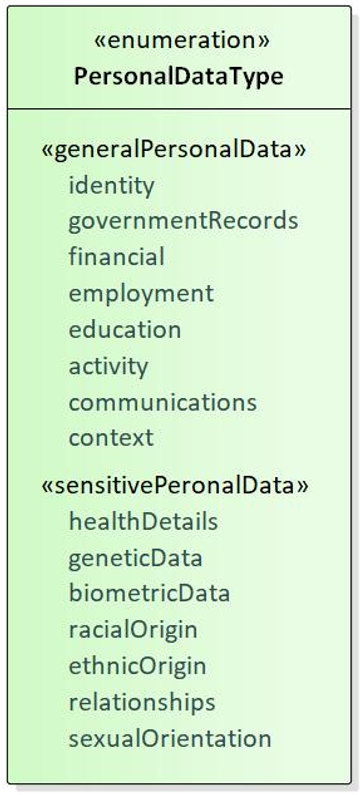 «enumeration»
PersonalDataType
«generalPersonalData»
identity
governmentRecords
financial
employment
education
activity
communications
context
«sensitivePeronalData»
healthDetails
geneticData
biometricData
racialOrigin
ethnicOrigin
relationships
sexualOrientation